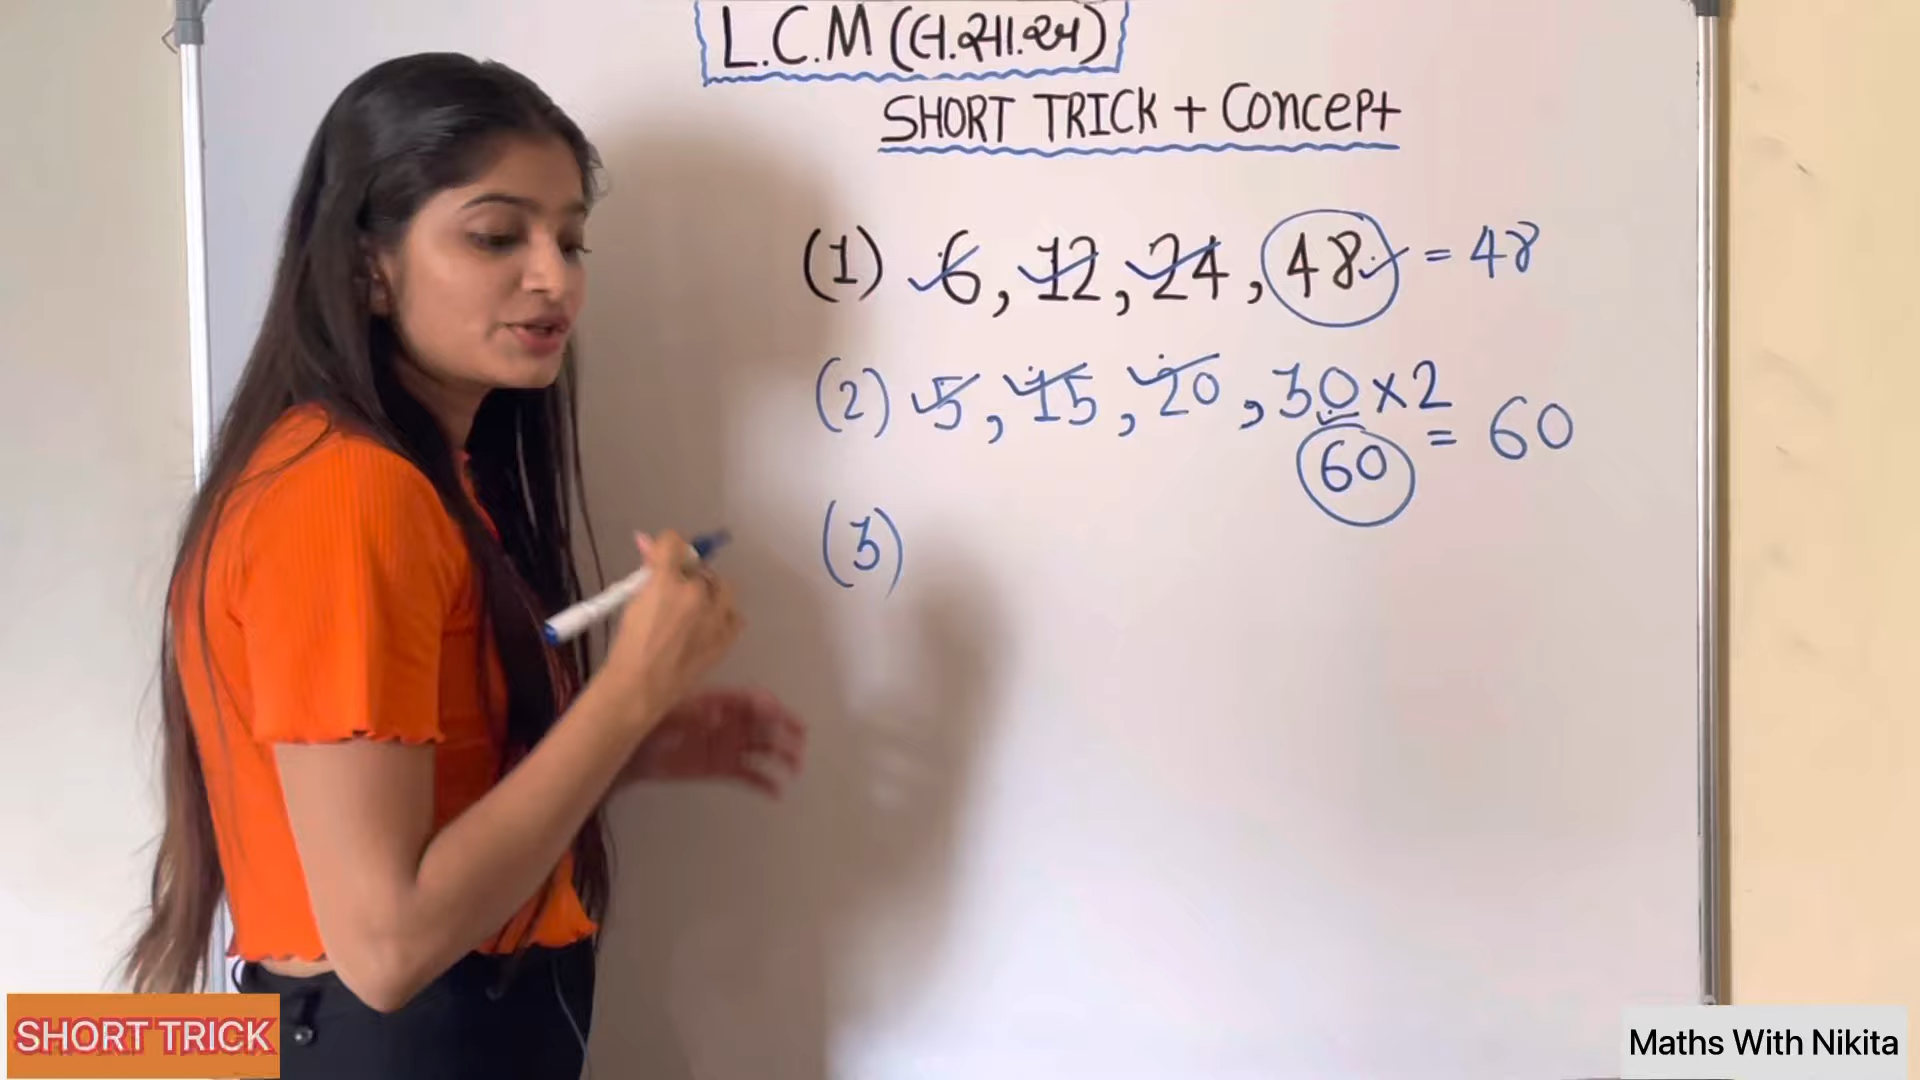 L.C.M (લ.સા.અ)
SHORT TRICK + Concept
(1) 6, 12, 24, 48 = 48
(2) 5, 15, 20, 30 × 2
60 = 60
(3)
SHORT TRICK
Maths With Nikita